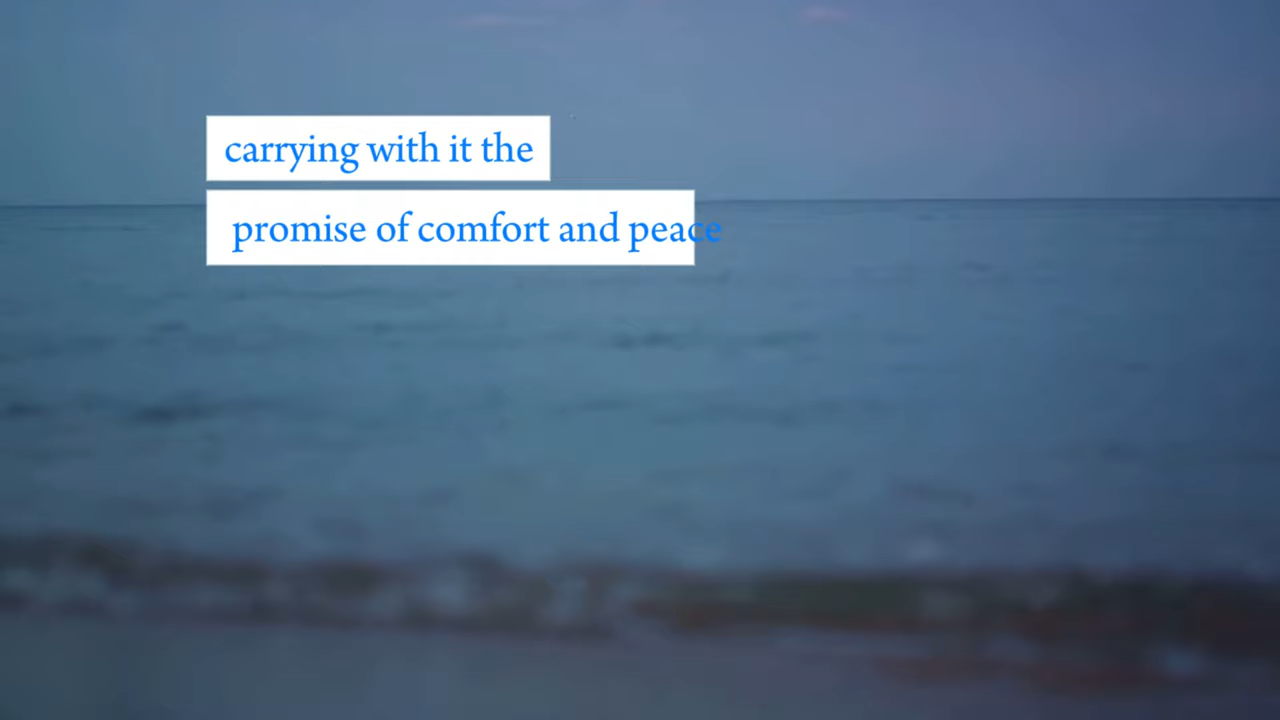 carrying with it the
promise of comfort and peace